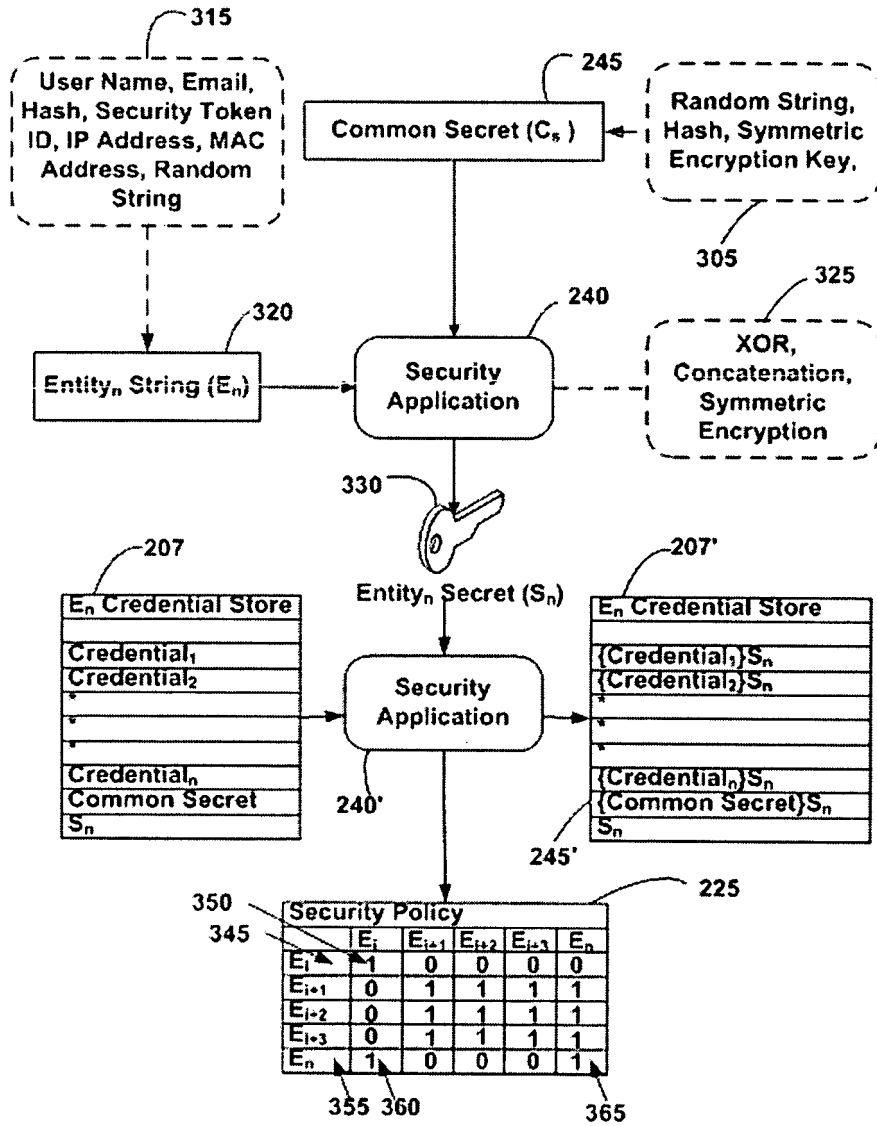 315
User Name, Email,
Hash, Security Token
ID, IP Address, MAC
Address, Random
String
245
Common Secret (Cs )
Random String,
Hash, Symmetric
Encryption Key,
305
320
Entityn String (En)
240
Security
Application
325
XOR,
Concatenation,
Symmetric
Encryption
330
Entityn Secret (Sn)
207
En Credential Store
Credential1
Credential2
*
*
*
Credentialn
Common Secret
Sn
Security
Application
240'
207'
En Credential Store
{Credential1}Sn
{Credential2}Sn
*
*
*
{Credentialn}Sn
{Common Secret}Sn
Sn
245'
225
350
345
Security Policy
Ei Ei+1 Ei+2 Ei+3 En
Ei 1 0 0 0 0
Ei+1 0 1 1 1 1
Ei+2 0 1 1 1 1
Ei+3 0 1 1 1 1
En 1 0 0 0 1
355 360 365